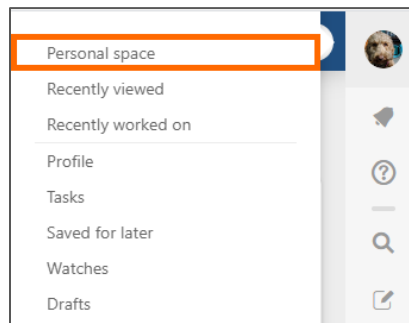 Personal space
Recently viewed
Recently worked on
Profile
Tasks
Saved for later
Watches
Drafts